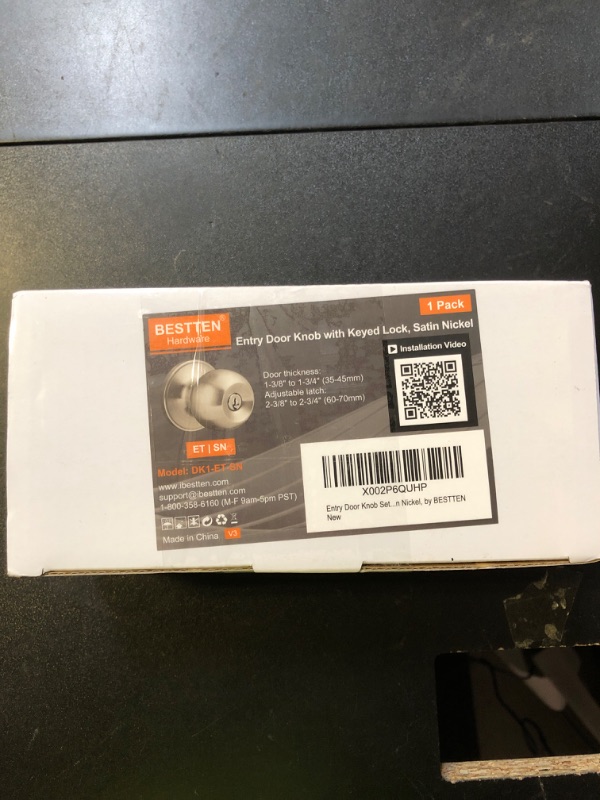 1 Pack
BESTTEN
Hardware
Entry Door Knob with Keyed Lock, Satin Nickel
Installation Video
Door thickness:
1-3/8" to 1-3/4" (35-45mm)
Adjustable latch:
2-3/8" to 2-3/4" (60-70mm)
ET | SN
Model: DK1-ET-SN
www.ibestten.com
support@ibestten.com
1-800-358-6160 (M-F 9am-5pm PST)
Made in China
V3
X002P6QUHP
Entry Door Knob Set...n Nickel, by BESTTEN
New